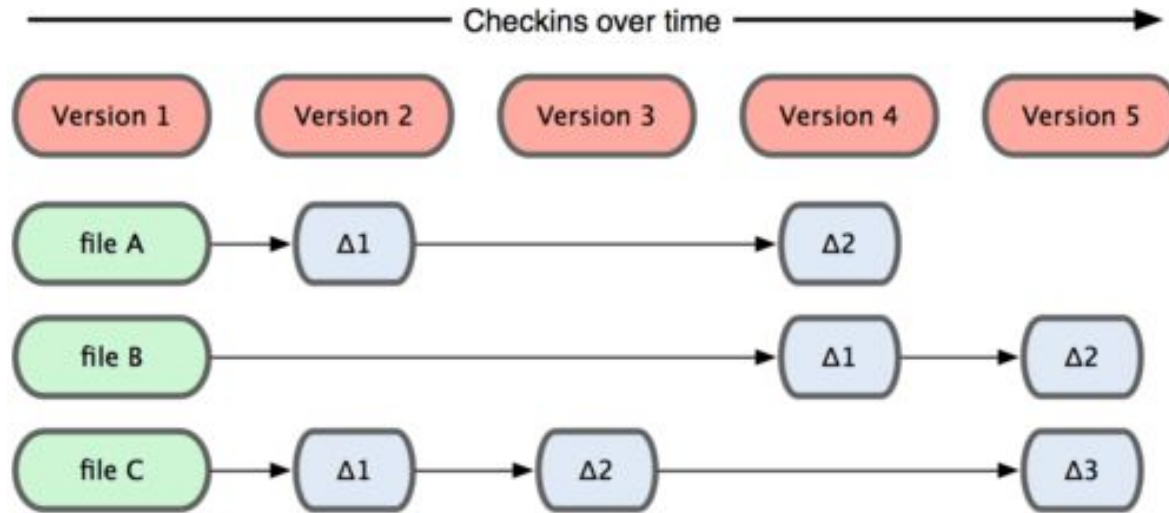 Checkins over time
Version 1 Version 2 Version 3 Version 4 Version 5
file A Δ1 Δ2
file B Δ1 Δ2
file C Δ1 Δ2 Δ3